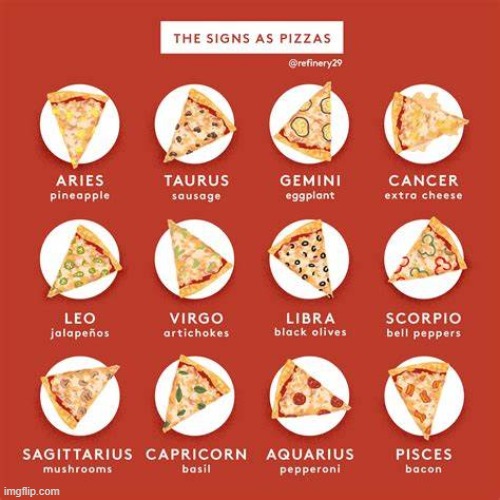 THE SIGNS AS PIZZAS
@refinery29
ARIES TAURUS GEMINI CANCER
pineapple sausage eggplant extra cheese
LEO VIRGO LIBRA SCORPIO
jalapeños artichokes black olives bell peppers
SAGITTARIUS CAPRICORN AQUARIUS PISCES
mushrooms basil pepperoni bacon
imgflip.com